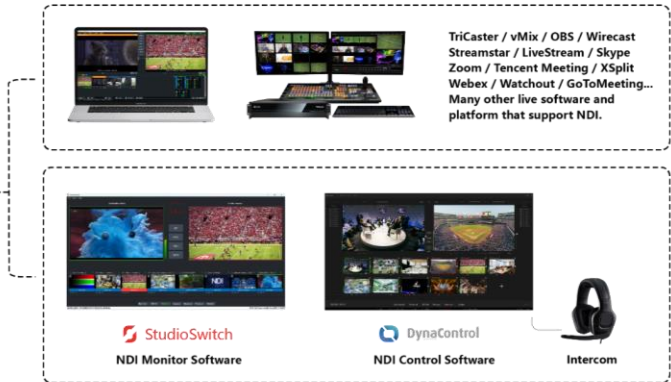 TriCaster / vMix / OBS / Wirecast
Streamstar / LiveStream / Skype
Zoom / Tencent Meeting / XSplit
Webex / Watchout / GoToMeeting...
Many other live software and
platform that support NDI.
NDI
StudioSwitch
DynaControl
NDI Monitor Software
NDI Control Software
Intercom